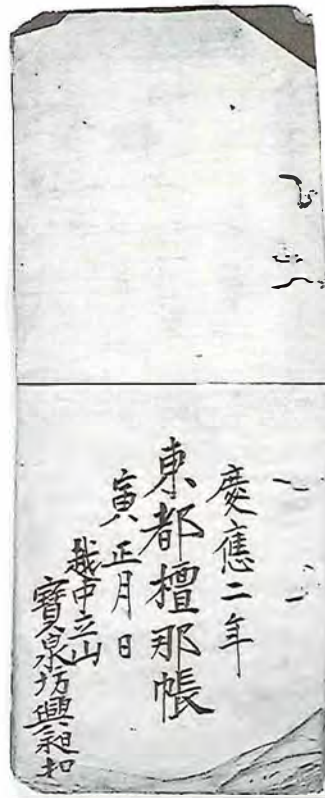 慶應二年
東都檀那帳
寅正月日
越中立山
寶泉坊興昶扣